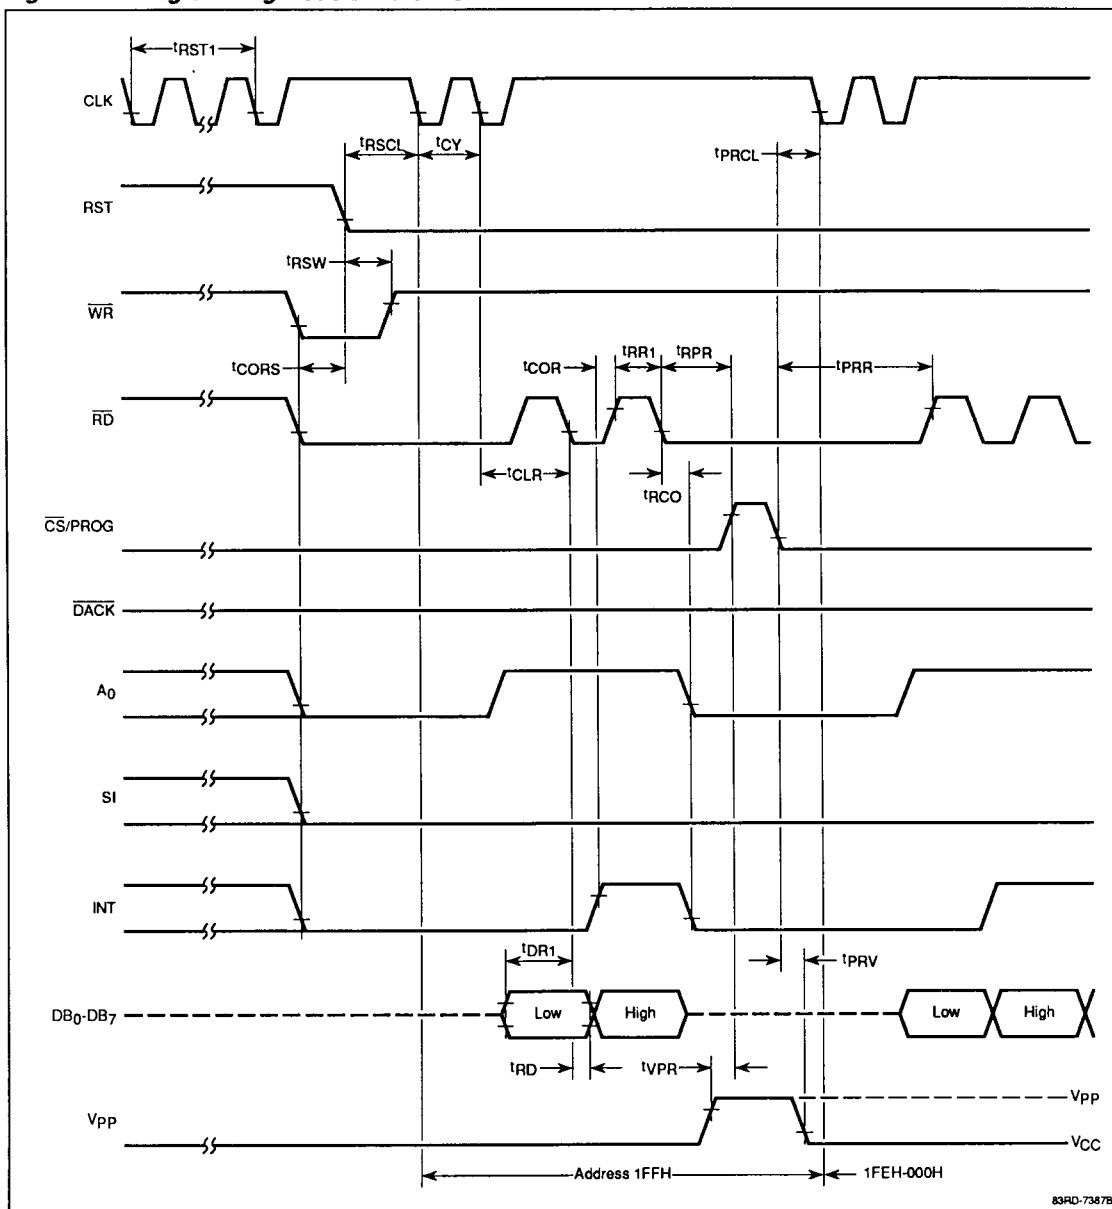 tRST1
CLK
tRSCL
tCY
tPRCL
RST
tRSW
WR
tCORS
tCOR
tRR1
tRPR
tPRR
RD
tCLR
tRCO
CS/PROG
DACK
A0
SI
INT
tDR1
tPRV
DB0-DB7
Low
High
Low
High
tRD
tVPR
VPP
VPP
VCC
Address 1FFH
1FEH-000H
83RD-7387B